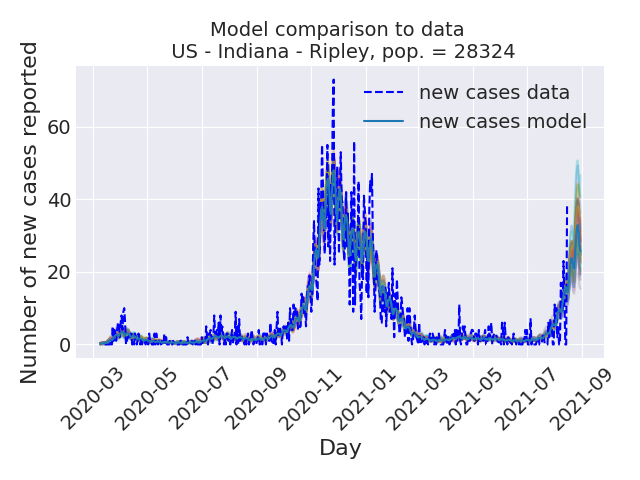 Model comparison to data
US - Indiana - Ripley, pop. = 28324
Number of new cases reported
60
40
20
0
new cases data
new cases model
2020-03
2020-05
2020-07
2020-09
2020-11
2021-01
2021-03
2021-05
2021-07
2021-09
Day